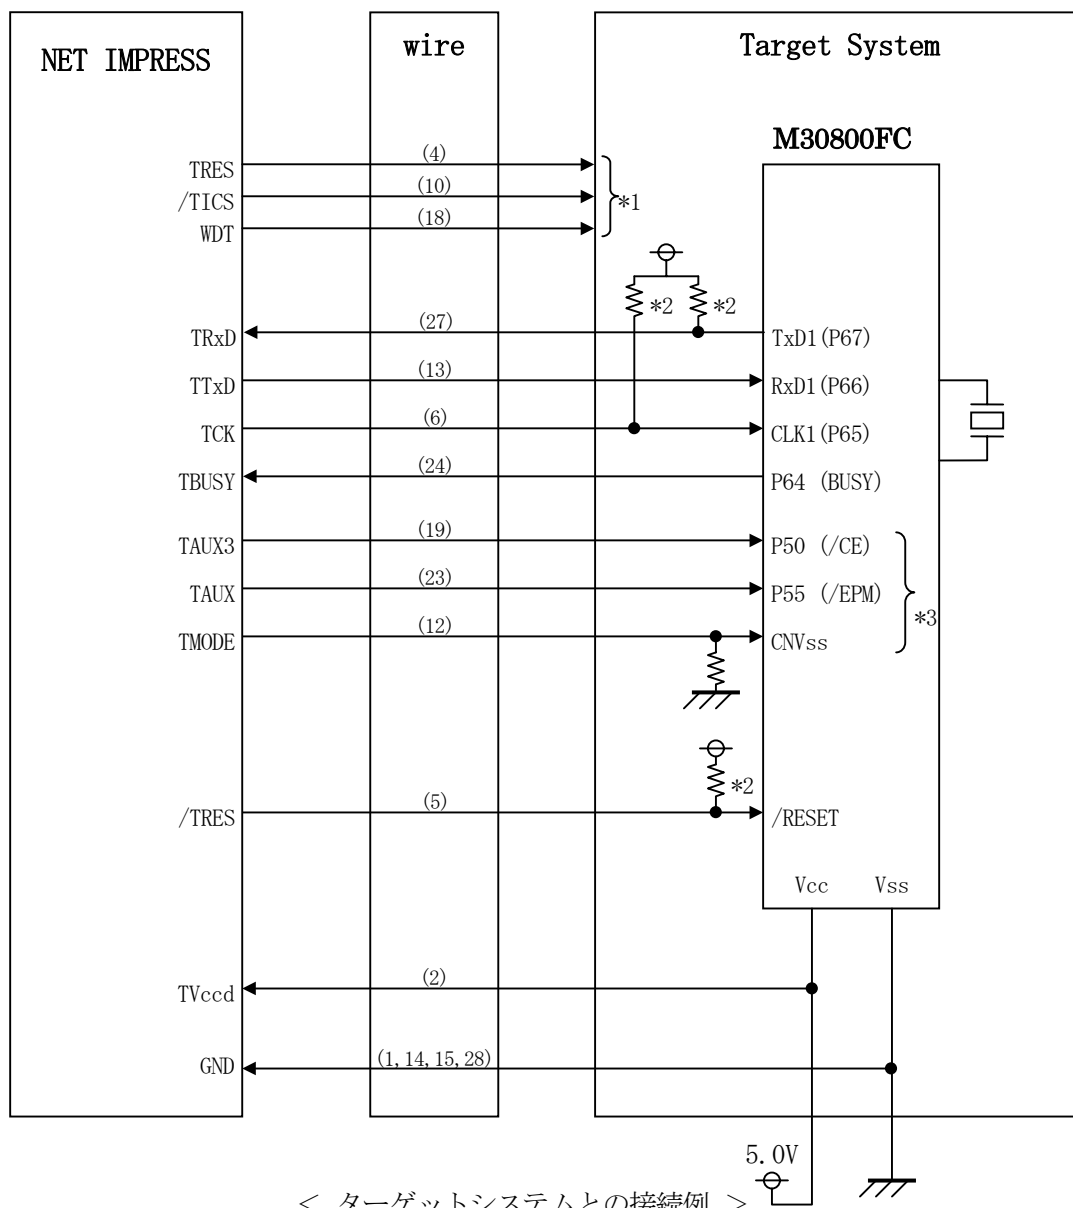 NET IMPRESS
wire
Target System
M30800FC
TRES
(4)
/TICS
(10)
*1
WDT
(18)
*2
*2
TRxD
(27)
TxD1(P67)
TTxD
(13)
RxD1(P66)
TCK
(6)
CLK1(P65)
TBUSY
(24)
P64 (BUSY)
TAUX3
(19)
P50 (/CE)
TAUX
(23)
P55 (/EPM)
*3
TMODE
(12)
CNVss
*2
/TRES
(5)
/RESET
Vcc
Vss
TVccd
(2)
GND
(1,14,15,28)
5.0V
< ターゲットシステムとの接続例 >